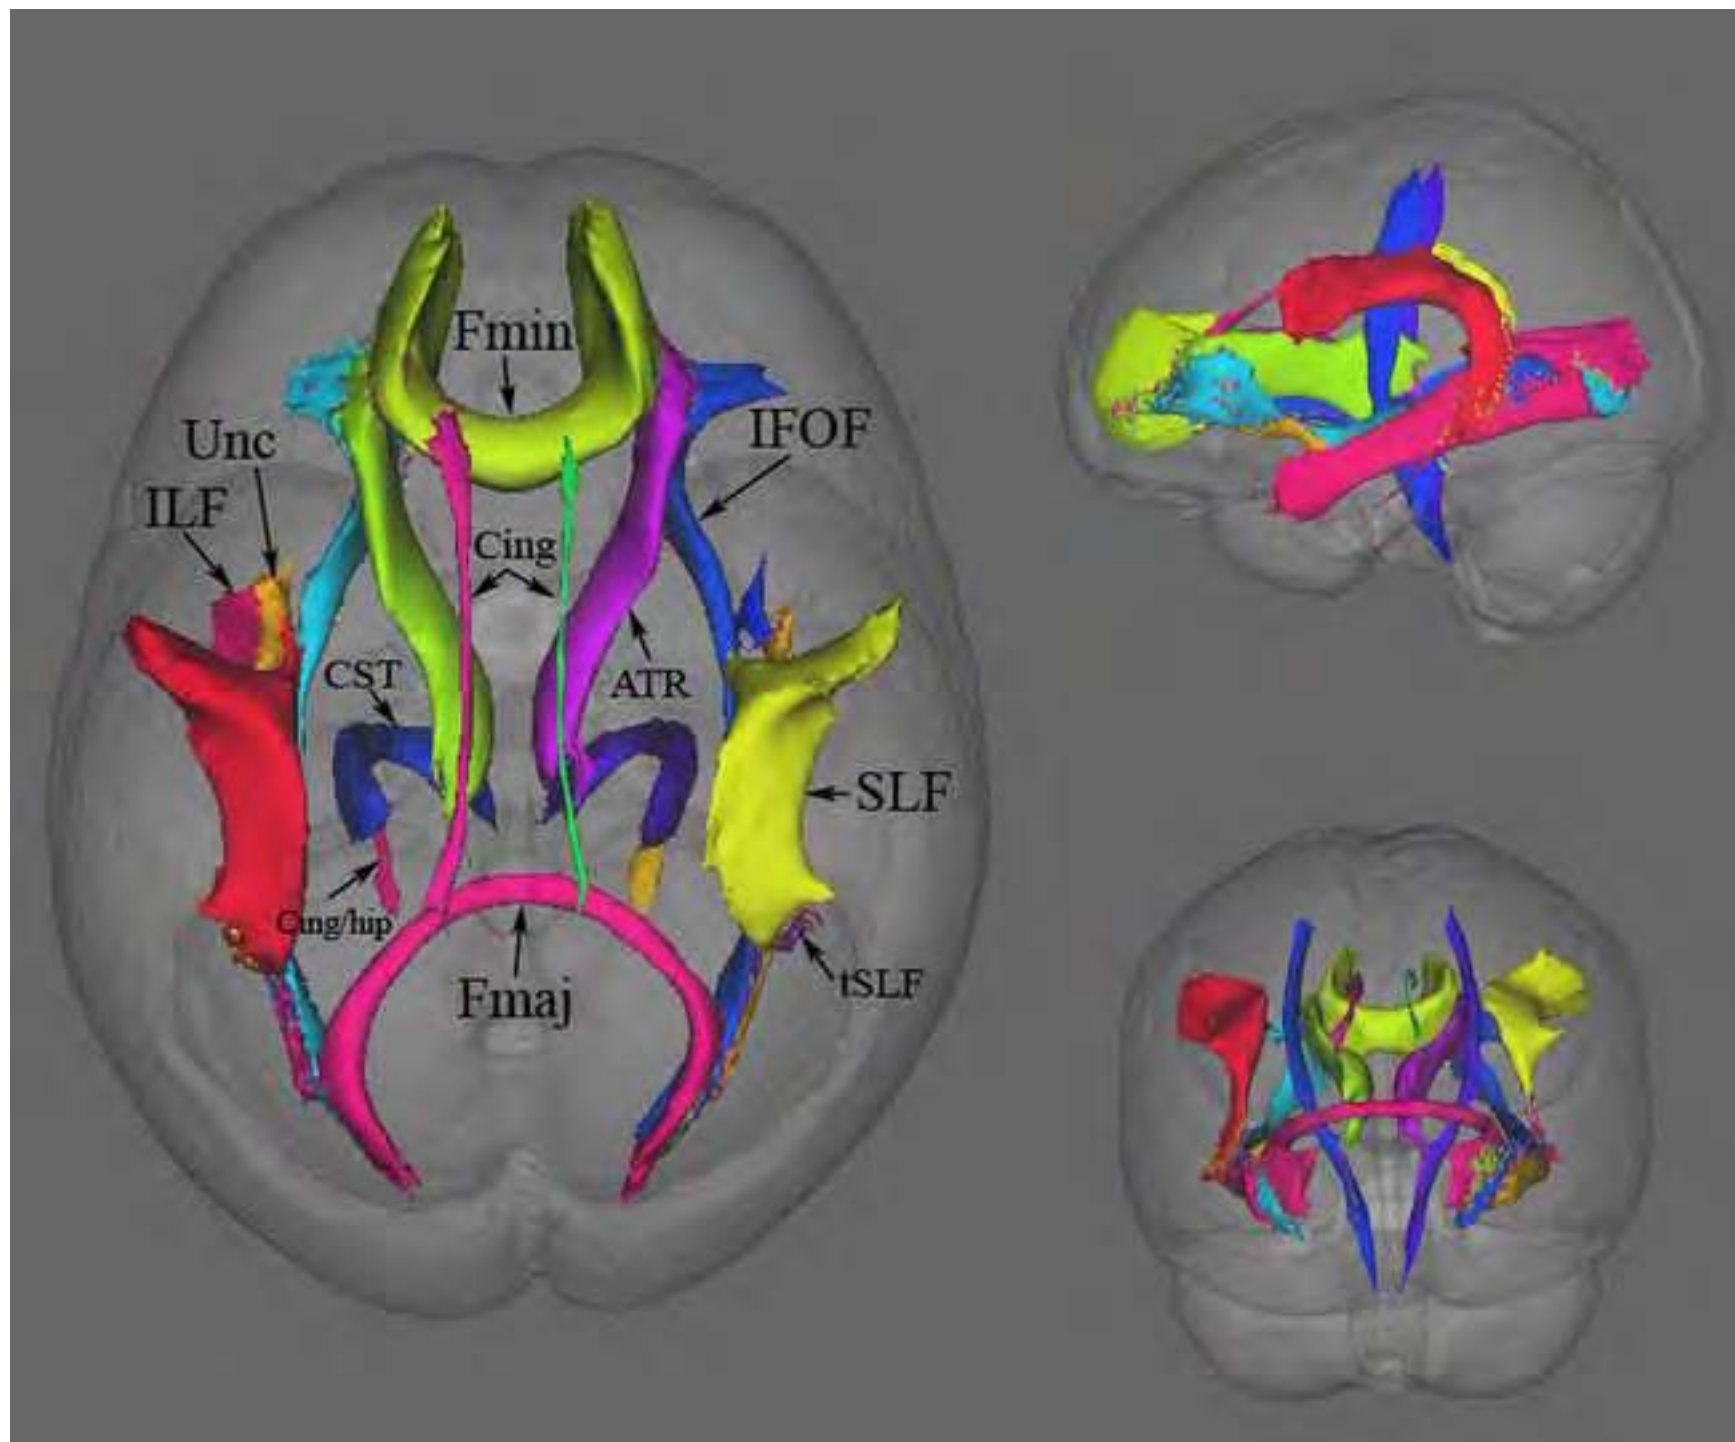 Fmin
IFOF
Unc
ILF
Cing
CST
ATR
SLF
Cing/hip
tSLF
Fmaj